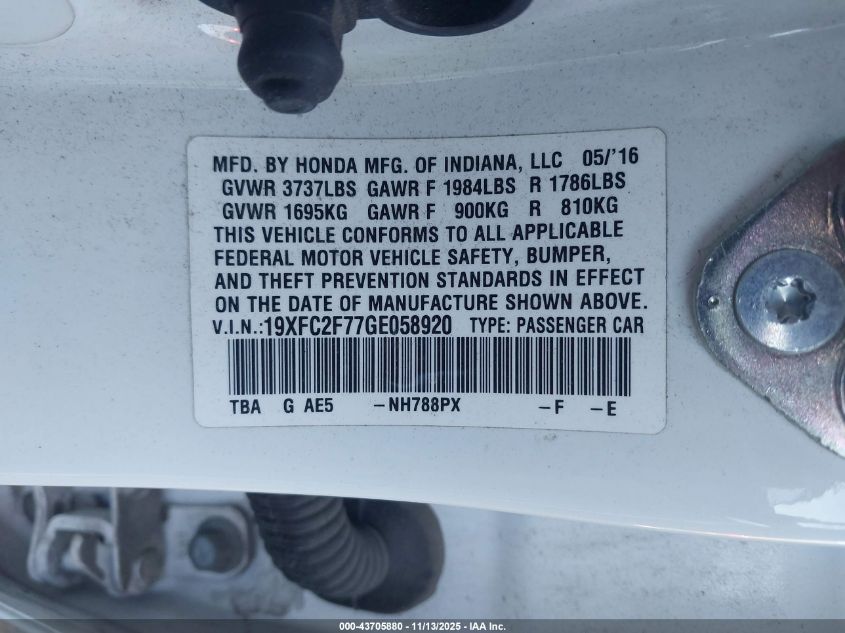 MFD. BY HONDA MFG. OF INDIANA, LLC 05/'16
GVWR 3737LBS GAWR F 1984LBS R 1786LBS
GVWR 1695KG GAWR F 900KG R 810KG
THIS VEHICLE CONFORMS TO ALL APPLICABLE
FEDERAL MOTOR VEHICLE SAFETY, BUMPER,
AND THEFT PREVENTION STANDARDS IN EFFECT
ON THE DATE OF MANUFACTURE SHOWN ABOVE.
V.I.N.:19XFC2F77GE058920 TYPE: PASSENGER CAR
TBA G AE5 -NH788PX -F -E
000-43705880 - 11/13/2025 - IAA Inc.